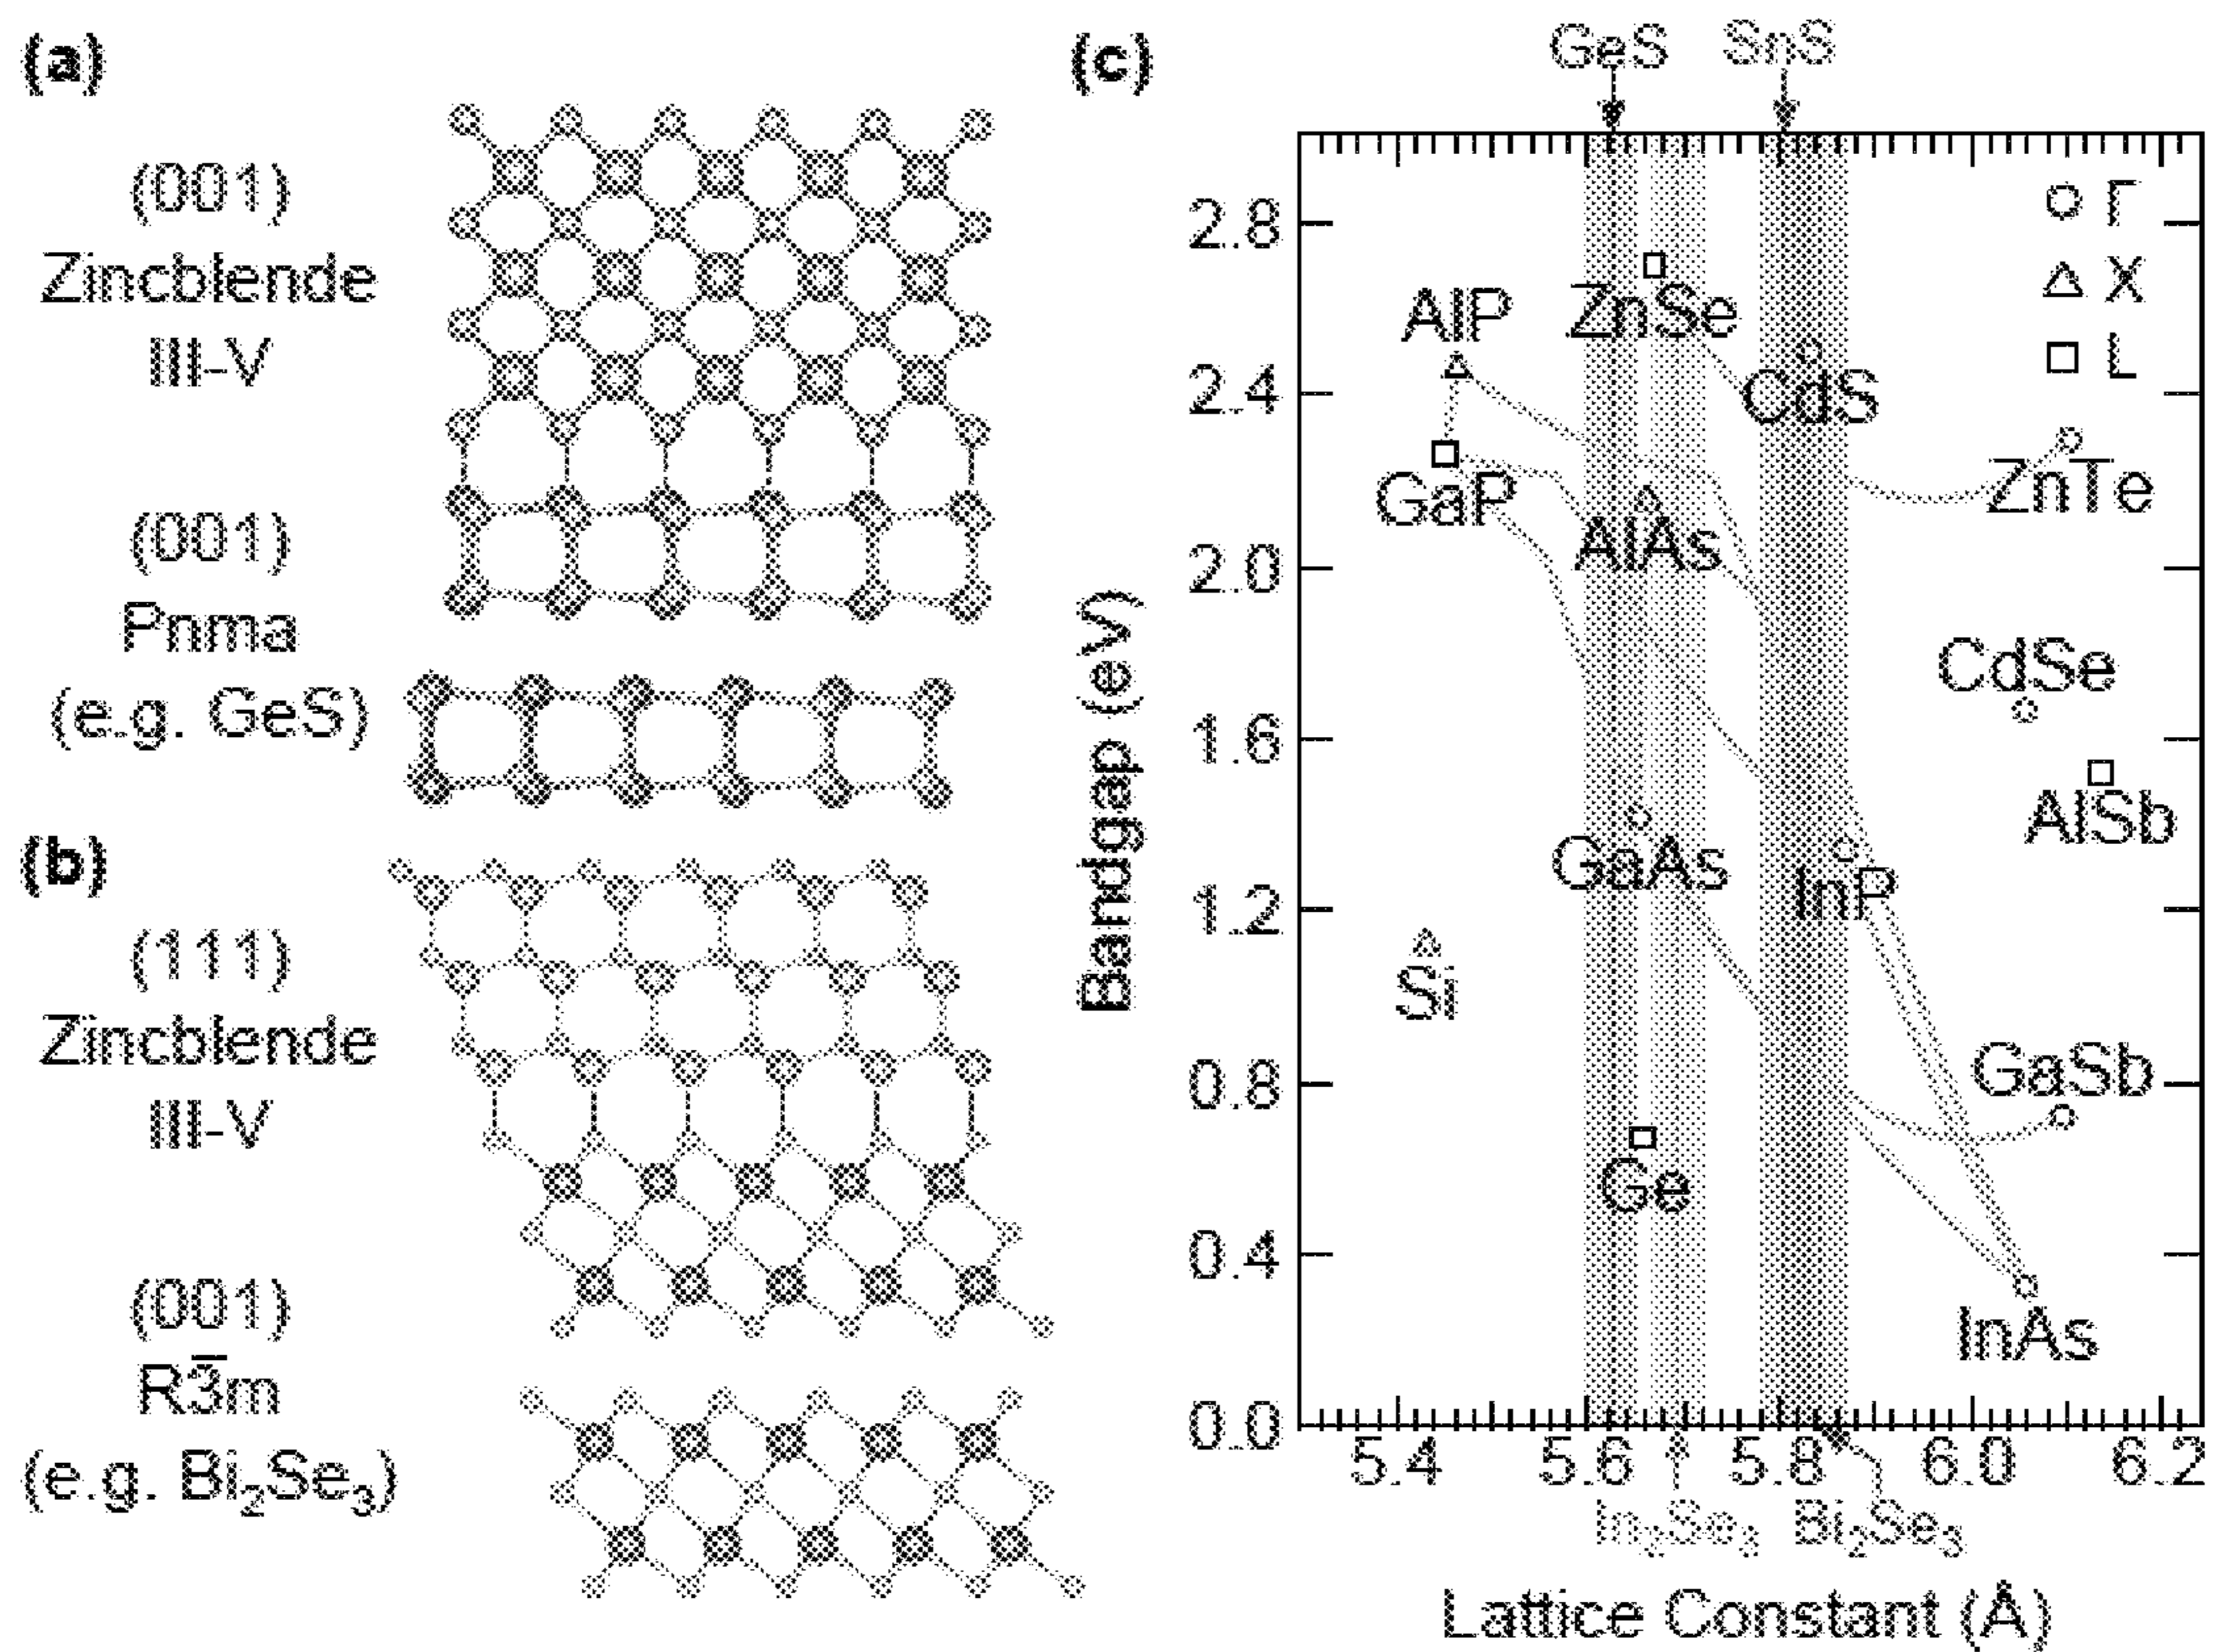 (a)
(001)
Zincblende
III-V
(001)
Pnma
(e.g. GeS)
(b)
(111)
Zincblende
III-V
(001)
R3̅m
(e.g. Bi₂Se₃)
(c)
GeS SnS
Γ
X
L
Bandgap (eV)
2.8
2.4
2.0
1.6
1.2
0.8
0.4
0.0
AlP
ZnSe
CdS
GaP
ZnTe
AlAs
CdSe
AlSb
GaAs
InP
Si
GaSb
Ge
InAs
5.4 5.6 5.8 6.0 6.2
In₂Se₃ Bi₂Se₃
Lattice Constant (Å)